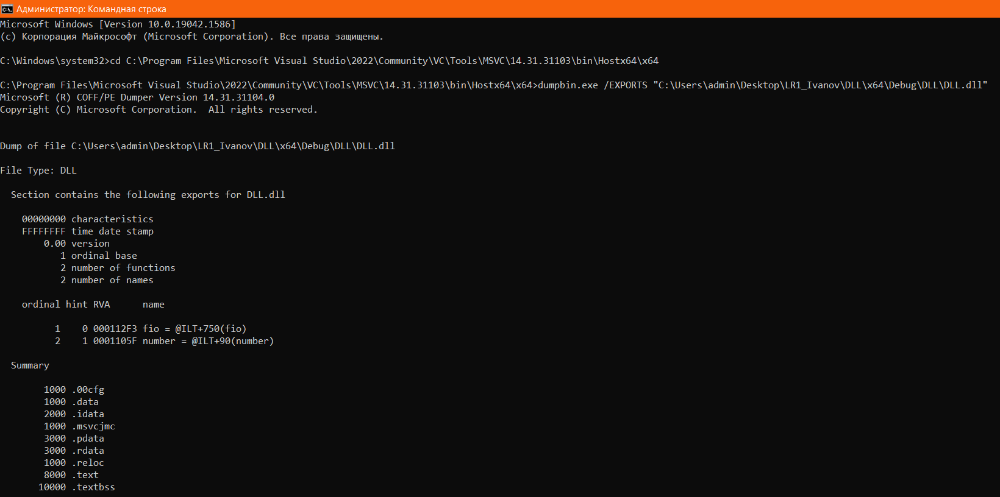 Администратор: Командная строка
Microsoft Windows [Version 10.0.19042.1586]
(c) Корпорация Майкрософт (Microsoft Corporation). Все права защищены.
C:\Windows\system32>cd C:\Program Files\Microsoft Visual Studio\2022\Community\VC\Tools\MSVC\14.31.31103\bin\Hostx64\x64
C:\Program Files\Microsoft Visual Studio\2022\Community\VC\Tools\MSVC\14.31.31103\bin\Hostx64\x64>dumpbin.exe /EXPORTS "C:\Users\admin\Desktop\LR1_Ivanov\DLL\x64\Debug\DLL\DLL.dll"
Microsoft (R) COFF/PE Dumper Version 14.31.31104.0
Copyright (C) Microsoft Corporation.  All rights reserved.
Dump of file C:\Users\admin\Desktop\LR1_Ivanov\DLL\x64\Debug\DLL\DLL.dll
File Type: DLL
  Section contains the following exports for DLL.dll
    00000000 characteristics
    FFFFFFFF time date stamp
        0.00 version
           1 ordinal base
           2 number of functions
           2 number of names
    ordinal hint RVA      name
          1    0 000112F3 fio = @ILT+750(fio)
          2    1 0001105F number = @ILT+90(number)
  Summary
        1000 .00cfg
        1000 .data
        2000 .idata
        1000 .msvcjmc
        3000 .pdata
        3000 .rdata
        1000 .reloc
        8000 .text
       10000 .textbss